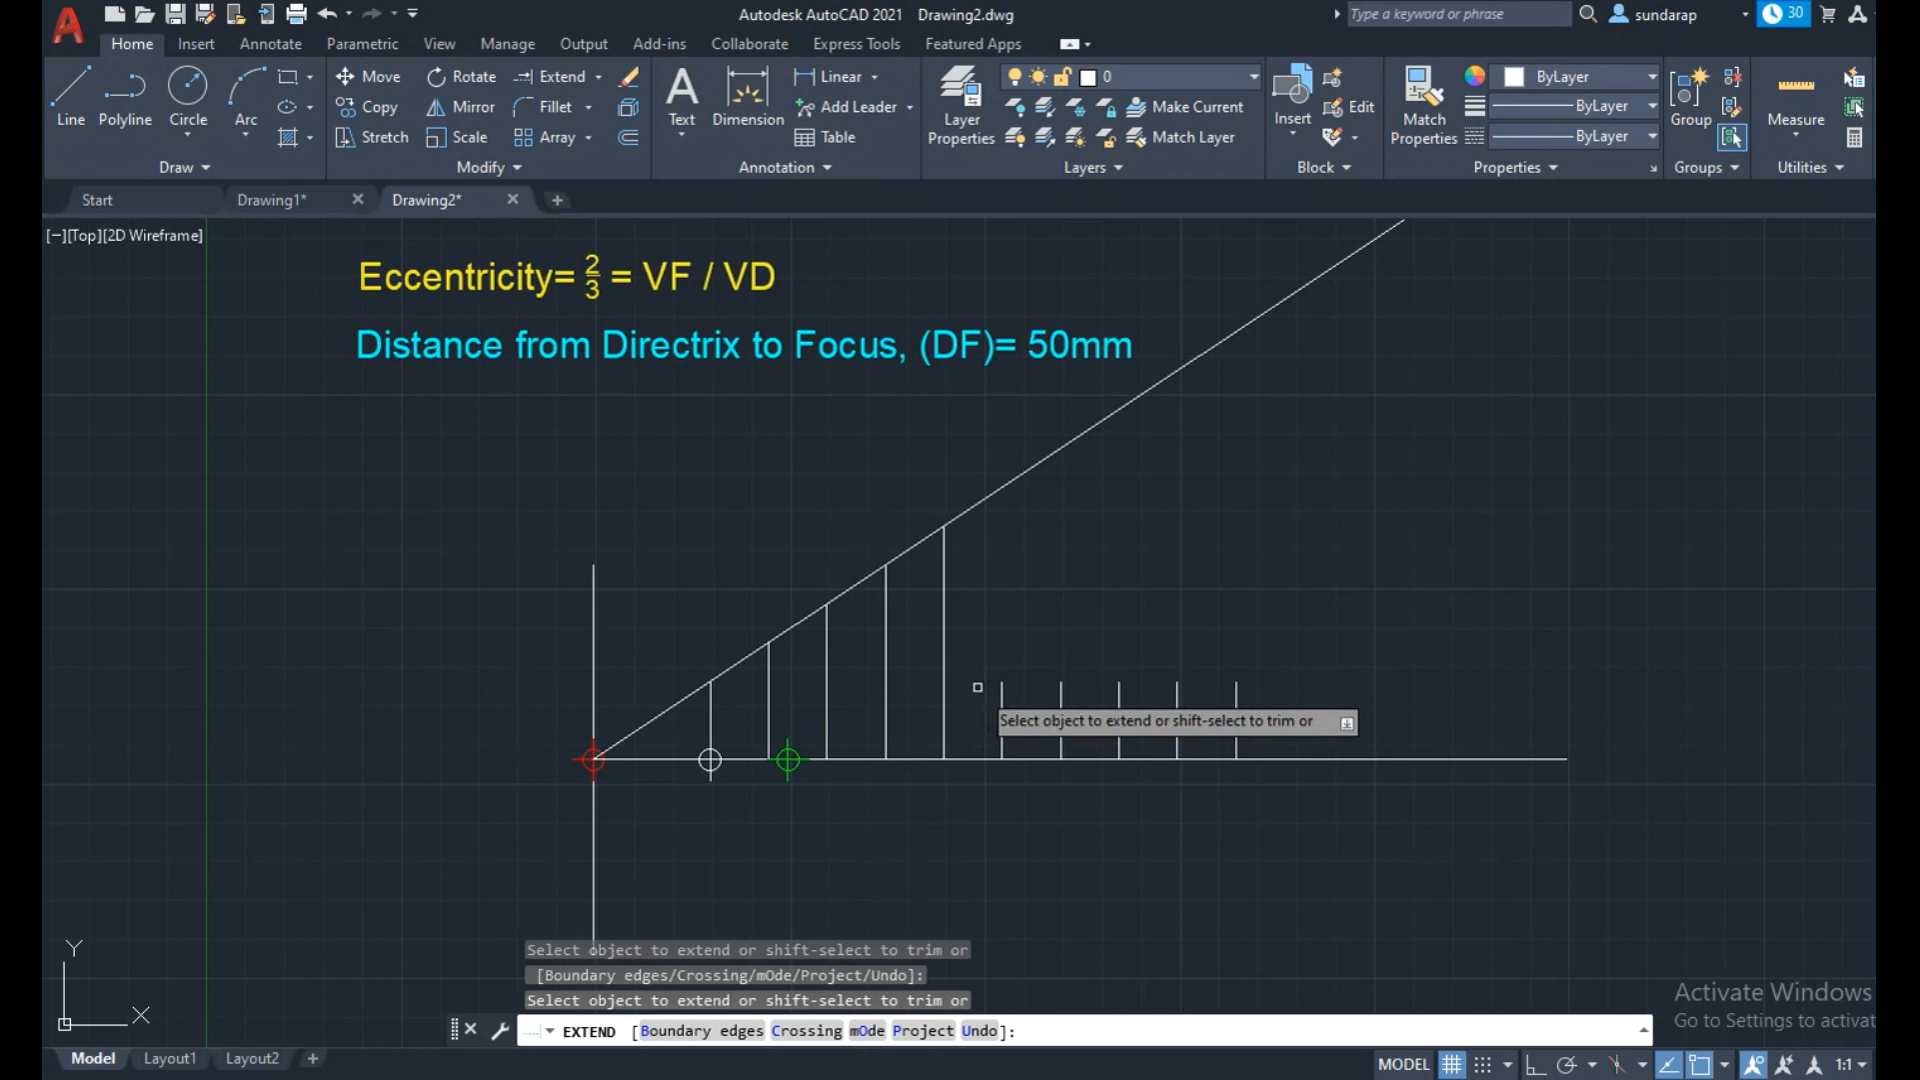 Autodesk AutoCAD 2021 Drawing2.dwg
Type a keyword or phrase
sundarap
30
Home Insert Annotate Parametric View Manage Output Add-ins Collaborate Express Tools Featured Apps
Line
Polyline
Circle
Arc
Draw
Move
Rotate
Extend
Copy
Mirror
Fillet
Stretch
Scale
Array
Modify
A
Text
Dimension
Linear
Add Leader
Table
Annotation
Layer
Properties
0
Make Current
Match Layer
Layers
Insert
Edit
Block
Match
Properties
ByLayer
ByLayer
ByLayer
Properties
Group
Groups
Measure
Utilities
Start
Drawing1*
Drawing2*
[−][Top][2D Wireframe]
Eccentricity= 2/3 = VF / VD
Distance from Directrix to Focus, (DF)= 50mm
Select object to extend or shift-select to trim or
Y
X
Select object to extend or shift-select to trim or
[Boundary edges/Crossing/mOde/Project/Undo]:
Select object to extend or shift-select to trim or
EXTEND [Boundary edges Crossing mOde Project Undo]:
Activate Windows
Go to Settings to activat
Model
Layout1
Layout2
MODEL
1:1